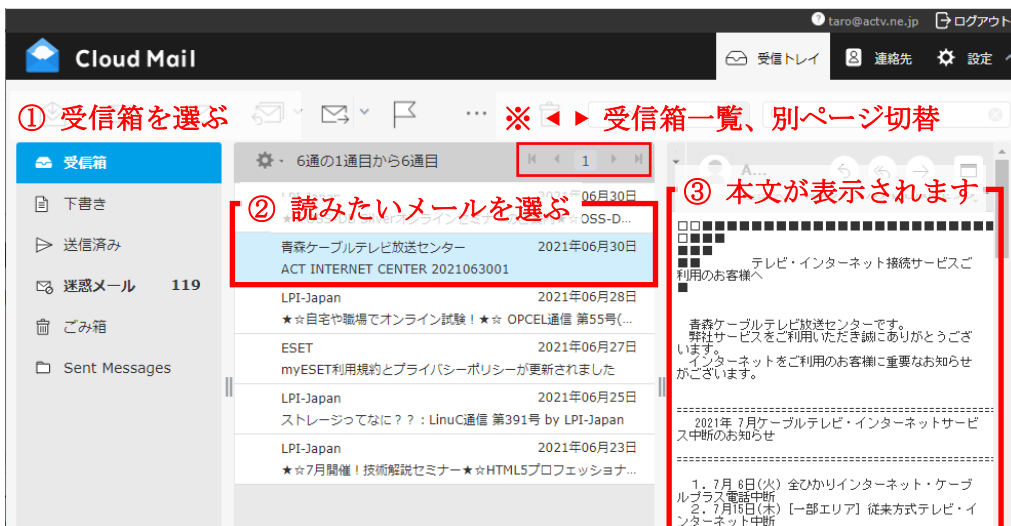 taro@actv.ne.jp ログアウト
Cloud Mail
受信トレイ 連絡先 設定
① 受信箱を選ぶ
※ ◀ ▶ 受信箱一覧、別ページ切替
受信箱
下書き
送信済み
迷惑メール 119
ごみ箱
Sent Messages
6通の1通目から6通目 1
② 読みたいメールを選ぶ
LPI-Japan 2021年06月30日
OSS-D...
青森ケーブルテレビ放送センター 2021年06月30日
ACT INTERNET CENTER 2021063001
LPI-Japan 2021年06月28日
★☆自宅や職場でオンライン試験！★☆ OPCEL通信 第55号(...
ESET 2021年06月27日
myESET利用規約とプライバシーポリシーが更新されました
LPI-Japan 2021年06月25日
ストレージってなに？？：LinuC通信 第391号 by LPI-Japan
LPI-Japan 2021年06月23日
★☆7月開催！技術解説セミナー★☆HTML5プロフェッショナ...
A...
③ 本文が表示されます
□□■■■■■■■■■■■■■■■■■■■■■■■■
□■■■
■■■
■■ テレビ・インターネット接続サービスご
利用のお客様へ
■
青森ケーブルテレビ放送センターです。
弊社サービスをご利用いただき誠にありがとうござ
います。
インターネットをご利用のお客様に重要なお知らせ
がございます。
==================================================
2021年 7月ケーブルテレビ・インターネットサービ
ス中断のお知らせ
==================================================
1．7月 6日(火) 全ひかりインターネット・ケーブ
ルプラス電話中断
2．7月15日(木) [一部エリア] 従来方式テレビ・イ
ンターネット中断